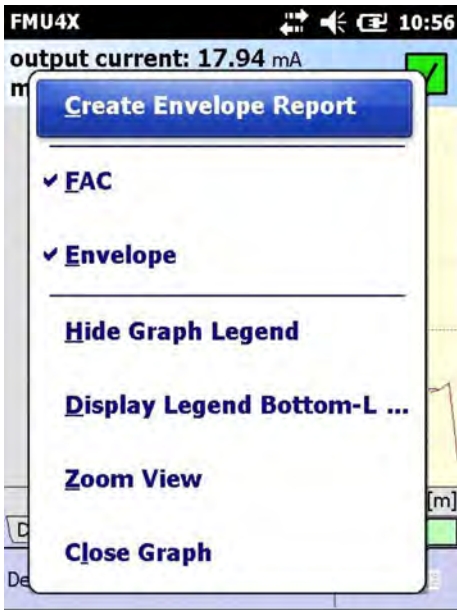 FMU4X 10:56
output current: 17.94 mA
m
Create Envelope Report
FAC
Envelope
Hide Graph Legend
Display Legend Bottom-L ...
Zoom View
Close Graph
[m]
D
De